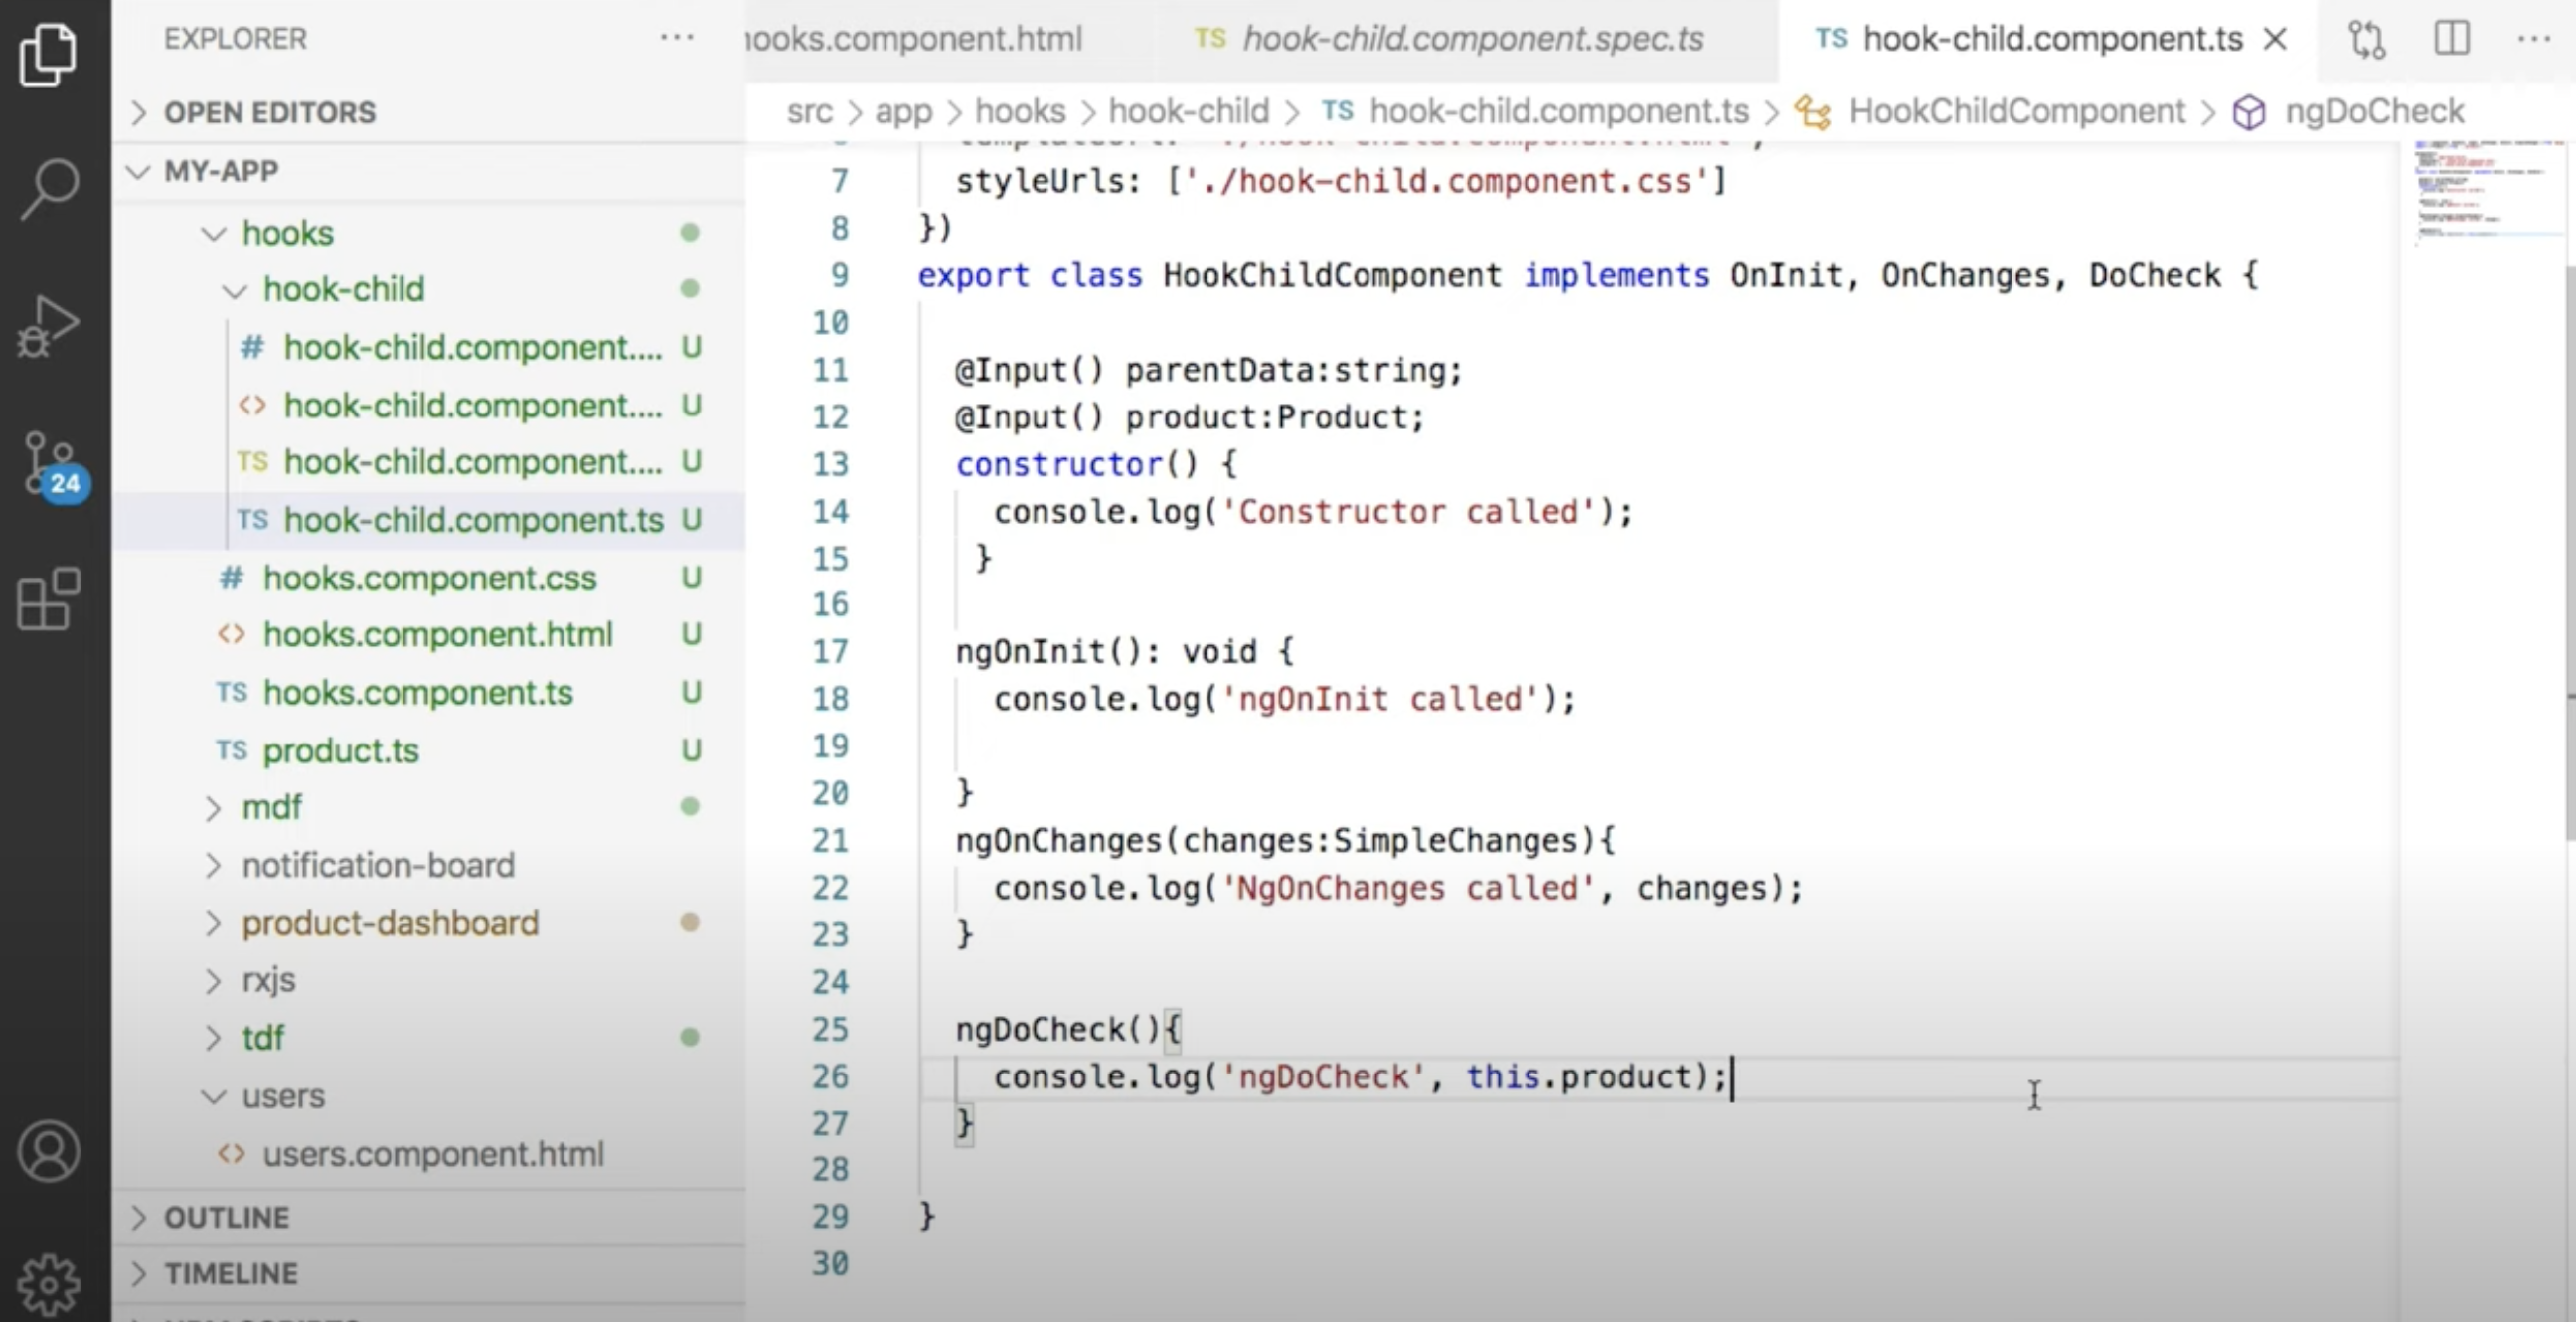 EXPLORER
OPEN EDITORS
MY-APP
hooks
hook-child
# hook-child.component.... U
<> hook-child.component.... U
TS hook-child.component.... U
TS hook-child.component.ts U
# hooks.component.css U
<> hooks.component.html U
TS hooks.component.ts U
TS product.ts U
mdf
notification-board
product-dashboard
rxjs
tdf
users
<> users.component.html
OUTLINE
TIMELINE
24
hooks.component.html
TS hook-child.component.spec.ts
TS hook-child.component.ts
src > app > hooks > hook-child > TS hook-child.component.ts > HookChildComponent > ngDoCheck
7 styleUrls: ['./hook-child.component.css']
8 })
9 export class HookChildComponent implements OnInit, OnChanges, DoCheck {
10
11 @Input() parentData:string;
12 @Input() product:Product;
13 constructor() {
14 console.log('Constructor called');
15 }
16
17 ngOnInit(): void {
18 console.log('ngOnInit called');
19
20 }
21 ngOnChanges(changes:SimpleChanges){
22 console.log('NgOnChanges called', changes);
23 }
24
25 ngDoCheck(){
26 console.log('ngDoCheck', this.product);
27 }
28
29 }
30